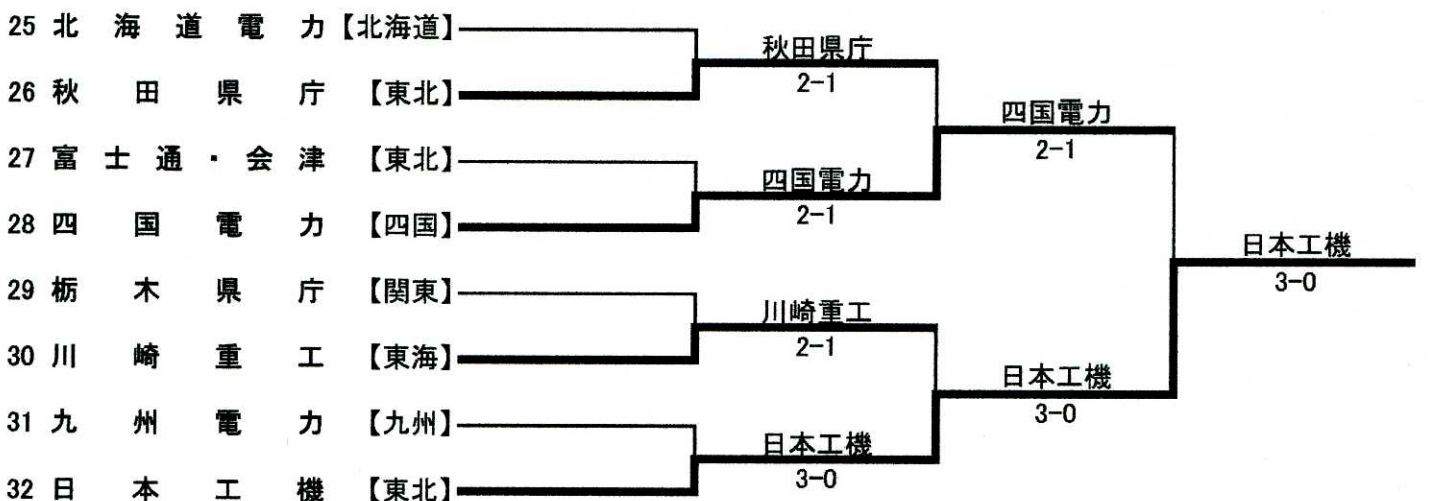 25 北海道電力【北海道】
秋田県庁
2-1
26 秋田県庁【東北】
四国電力
2-1
27 富士通・会津【東北】
四国電力
2-1
28 四国電力【四国】
日本工機
3-0
29 栃木県庁【関東】
川崎重工
2-1
30 川崎重工【東海】
日本工機
3-0
31 九州電力【九州】
日本工機
3-0
32 日本工機【東北】